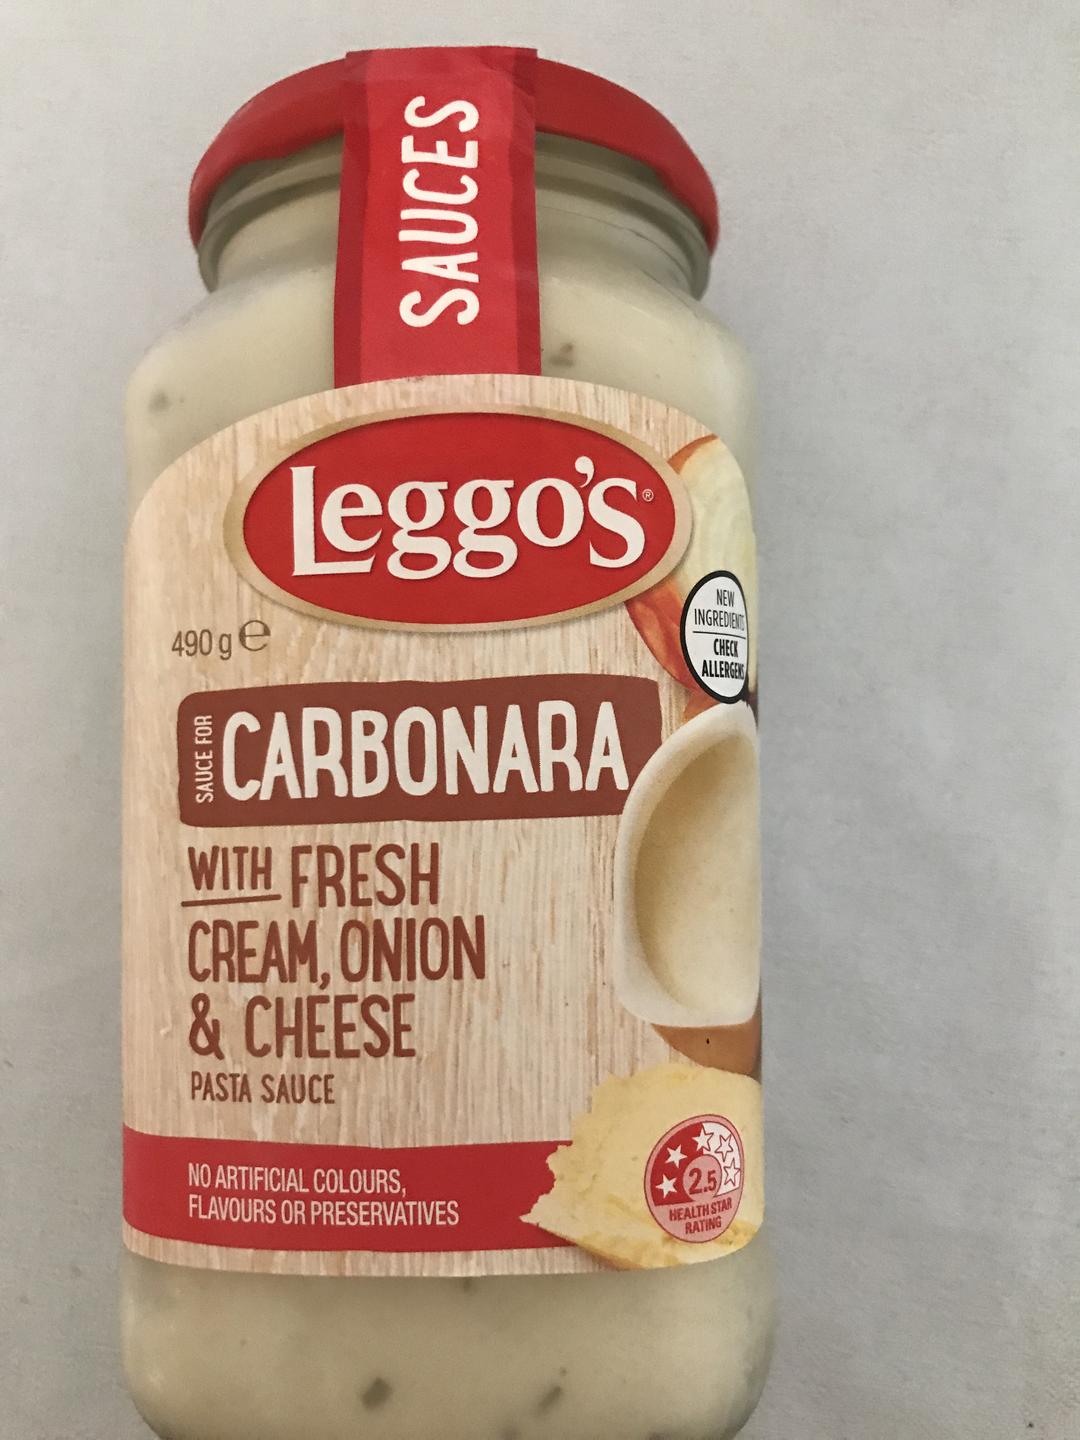 SAUCES
Leggo's®
490 g e
NEW
INGREDIENTS
CHECK
ALLERGENS
SAUCE FOR
CARBONARA
WITH FRESH
CREAM, ONION
& CHEESE
PASTA SAUCE
NO ARTIFICIAL COLOURS,
FLAVOURS OR PRESERVATIVES
2.5
HEALTH STAR
RATING